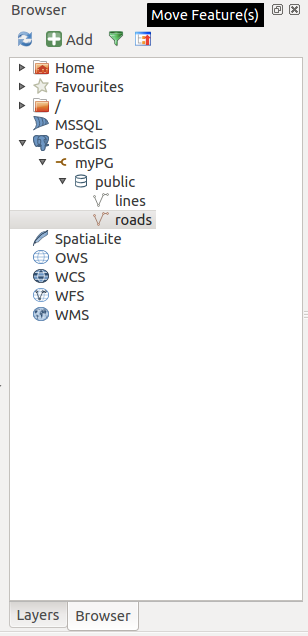 Browser
Move Feature(s)
Add
Home
Favourites
/
MSSQL
PostGIS
myPG
public
lines
roads
SpatiaLite
OWS
WCS
WFS
WMS
Layers
Browser